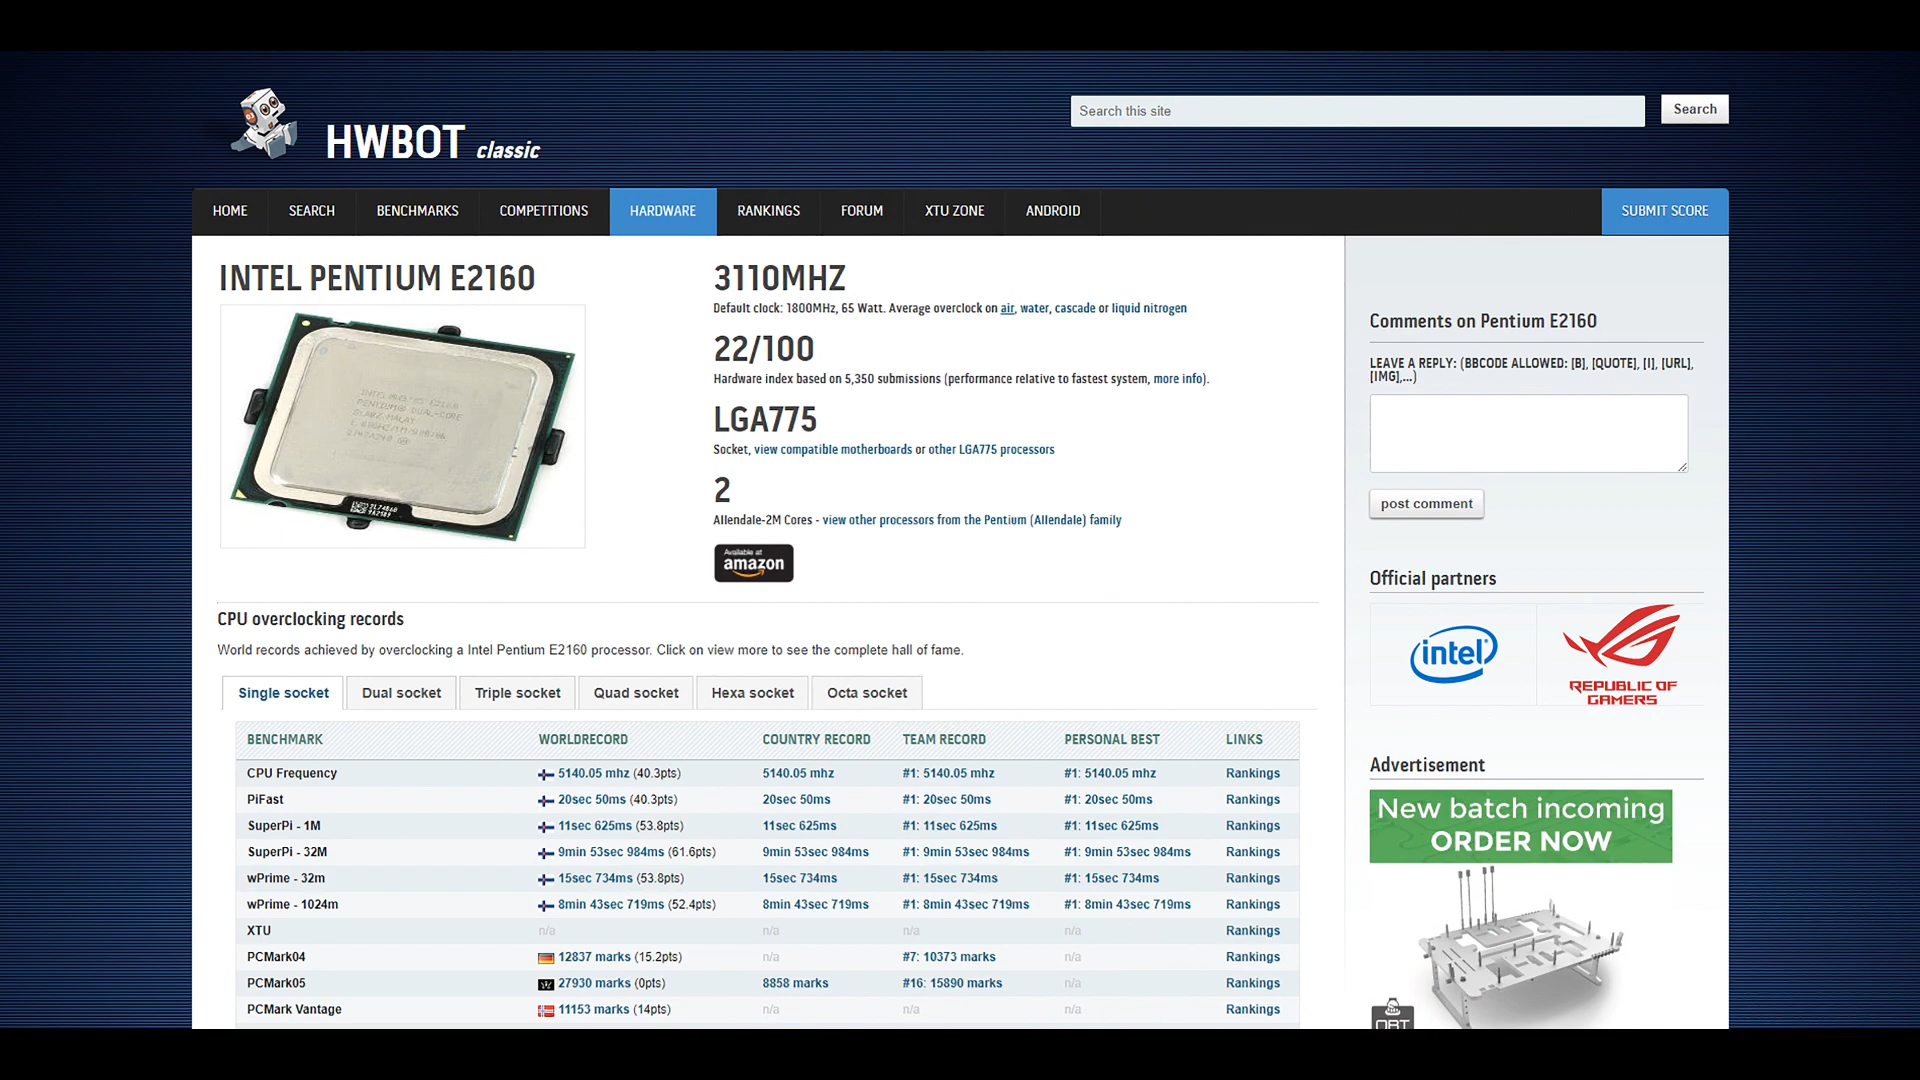 HWBOT classic
Search this site
Search
HOME SEARCH BENCHMARKS COMPETITIONS HARDWARE RANKINGS FORUM XTU ZONE ANDROID SUBMIT SCORE
INTEL PENTIUM E2160
3110MHZ
Default clock: 1800MHz, 65 Watt. Average overclock on air, water, cascade or liquid nitrogen
22/100
Hardware index based on 5,350 submissions (performance relative to fastest system, more info).
LGA775
Socket, view compatible motherboards or other LGA775 processors
2
Allendale-2M Cores - view other processors from the Pentium (Allendale) family
Available at
amazon
CPU overclocking records
World records achieved by overclocking a Intel Pentium E2160 processor. Click on view more to see the complete hall of fame.
Single socket Dual socket Triple socket Quad socket Hexa socket Octa socket
BENCHMARK WORLDRECORD COUNTRY RECORD TEAM RECORD PERSONAL BEST LINKS
CPU Frequency 5140.05 mhz (40.3pts) 5140.05 mhz #1: 5140.05 mhz #1: 5140.05 mhz Rankings
PiFast 20sec 50ms (40.3pts) 20sec 50ms #1: 20sec 50ms #1: 20sec 50ms Rankings
SuperPi - 1M 11sec 625ms (53.8pts) 11sec 625ms #1: 11sec 625ms #1: 11sec 625ms Rankings
SuperPi - 32M 9min 53sec 984ms (61.6pts) 9min 53sec 984ms #1: 9min 53sec 984ms #1: 9min 53sec 984ms Rankings
wPrime - 32m 15sec 734ms (53.8pts) 15sec 734ms #1: 15sec 734ms #1: 15sec 734ms Rankings
wPrime - 1024m 8min 43sec 719ms (52.4pts) 8min 43sec 719ms #1: 8min 43sec 719ms #1: 8min 43sec 719ms Rankings
XTU n/a n/a n/a n/a Rankings
PCMark04 12837 marks (15.2pts) n/a #7: 10373 marks n/a Rankings
PCMark05 27930 marks (0pts) 8858 marks #16: 15890 marks n/a Rankings
PCMark Vantage 11153 marks (14pts) n/a n/a n/a Rankings
Comments on Pentium E2160
LEAVE A REPLY: (BBCODE ALLOWED: [B], [QUOTE], [I], [URL],
[IMG],...)
post comment
Official partners
intel
REPUBLIC OF
GAMERS
Advertisement
New batch incoming
ORDER NOW
OBT